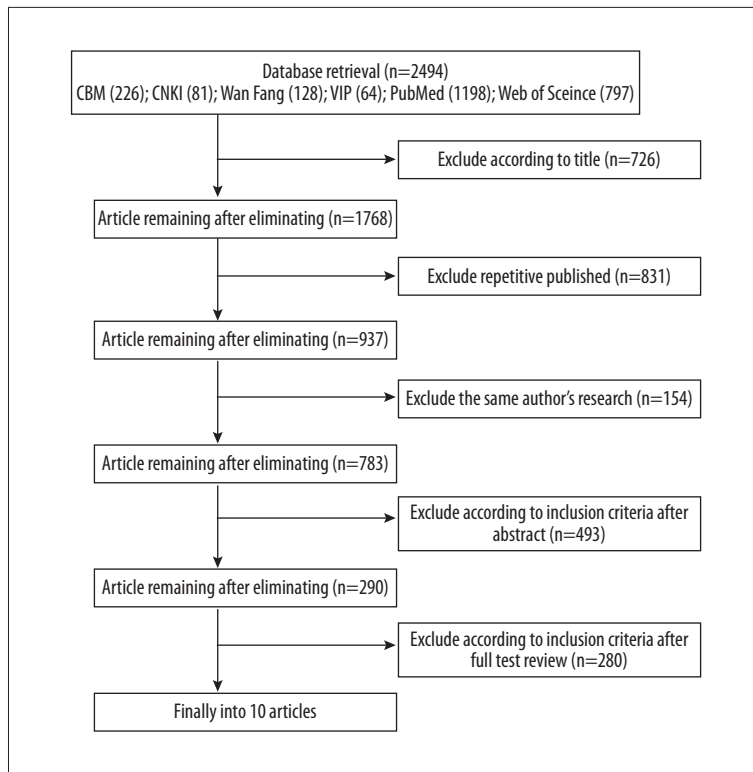 Database retrieval (n=2494)
CBM (226); CNKI (81); Wan Fang (128); VIP (64); PubMed (1198); Web of Sceince (797)
Exclude according to title (n=726)
Article remaining after eliminating (n=1768)
Exclude repetitive published (n=831)
Article remaining after eliminating (n=937)
Exclude the same author's research (n=154)
Article remaining after eliminating (n=783)
Exclude according to inclusion criteria after
abstract (n=493)
Article remaining after eliminating (n=290)
Exclude according to inclusion criteria after
full test review (n=280)
Finally into 10 articles